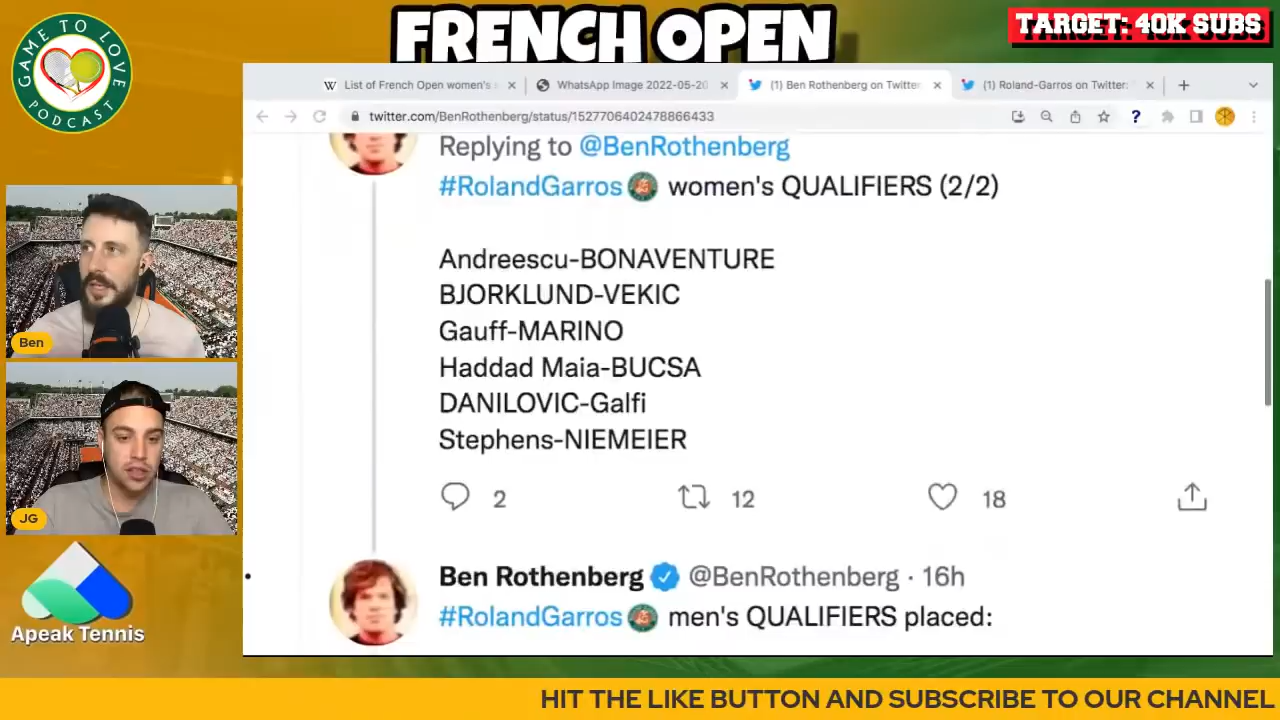 FRENCH OPEN
TARGET: 40K SUBS
GAME TO LOVE
PODCAST
List of French Open women's s
WhatsApp Image 2022-05-20
(1) Ben Rothenberg on Twitter:
(1) Roland-Garros on Twitter:
twitter.com/BenRothenberg/status/1527706402478866433
Replying to @BenRothenberg
#RolandGarros women's QUALIFIERS (2/2)
Andreescu-BONAVENTURE
BJORKLUND-VEKIC
Gauff-MARINO
Haddad Maia-BUCSA
DANILOVIC-Galfi
Stephens-NIEMEIER
2 12 18
Ben Rothenberg @BenRothenberg · 16h
#RolandGarros men's QUALIFIERS placed:
Ben
JG
Apeak Tennis
HIT THE LIKE BUTTON AND SUBSCRIBE TO OUR CHANNEL